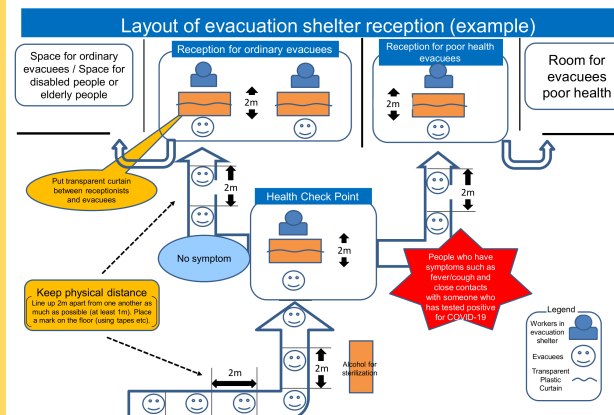 Layout of evacuation shelter reception (example)
Space for ordinary
evacuees / Space for
disabled people or
elderly people
Reception for ordinary evacuees
2m
Reception for poor health
evacuees
2m
Room for
evacuees
poor health
Put transparent curtain
between receptionists
and evacuees
2m
Health Check Point
2m
2m
No symptom
People who have
symptoms such as
fever/cough and
close contacts
with someone who
has tested positive
for COVID-19
Keep physical distance
Line up 2m apart from one another as
much as possible (at least 1m). Place
a mark on the floor (using tapes etc).
2m
2m
Alcohol for
sterilization
Legend
Workers in
evacuation
shelter
Evacuees
Transparent
Plastic
Curtain